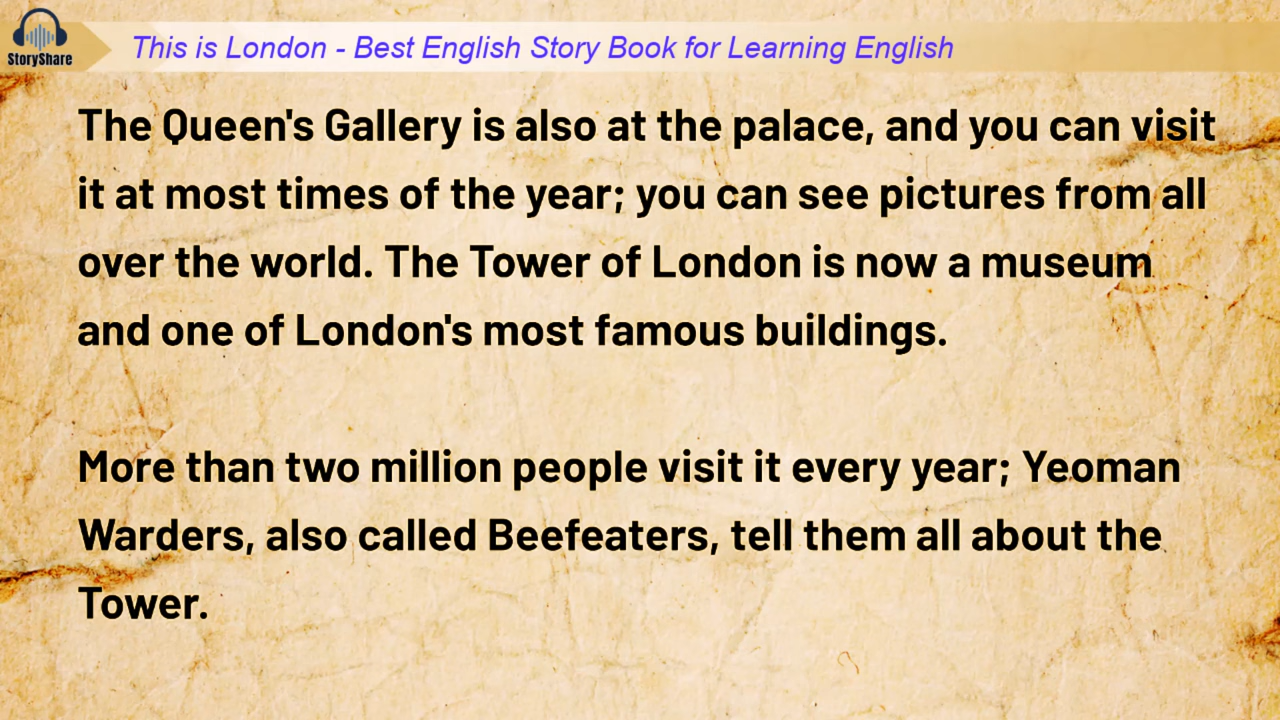 StoryShare
This is London - Best English Story Book for Learning English
The Queen's Gallery is also at the palace, and you can visit
it at most times of the year; you can see pictures from all
over the world. The Tower of London is now a museum
and one of London's most famous buildings.
More than two million people visit it every year; Yeoman
Warders, also called Beefeaters, tell them all about the
Tower.